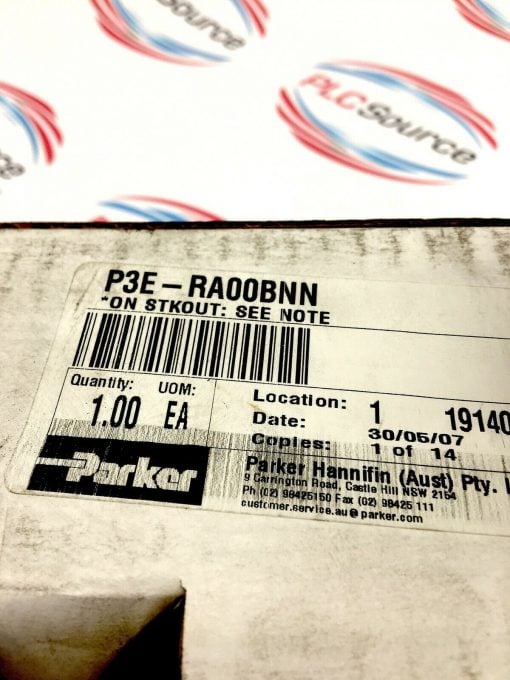 PLCSource
PLCSource
P3E-RA00BNN
*ON STKOUT: SEE NOTE
Quantity: UOM:
1.00 EA
Location: 1 19140
Date: 30/05/07
Copies: 1 of 14
Parker
Parker Hannifin (Aust) Pty.
9 Carrington Road, Castle Hill NSW 2154
Ph (02) 98425150 Fax (02) 98425 111
customer.service.au@parker.com